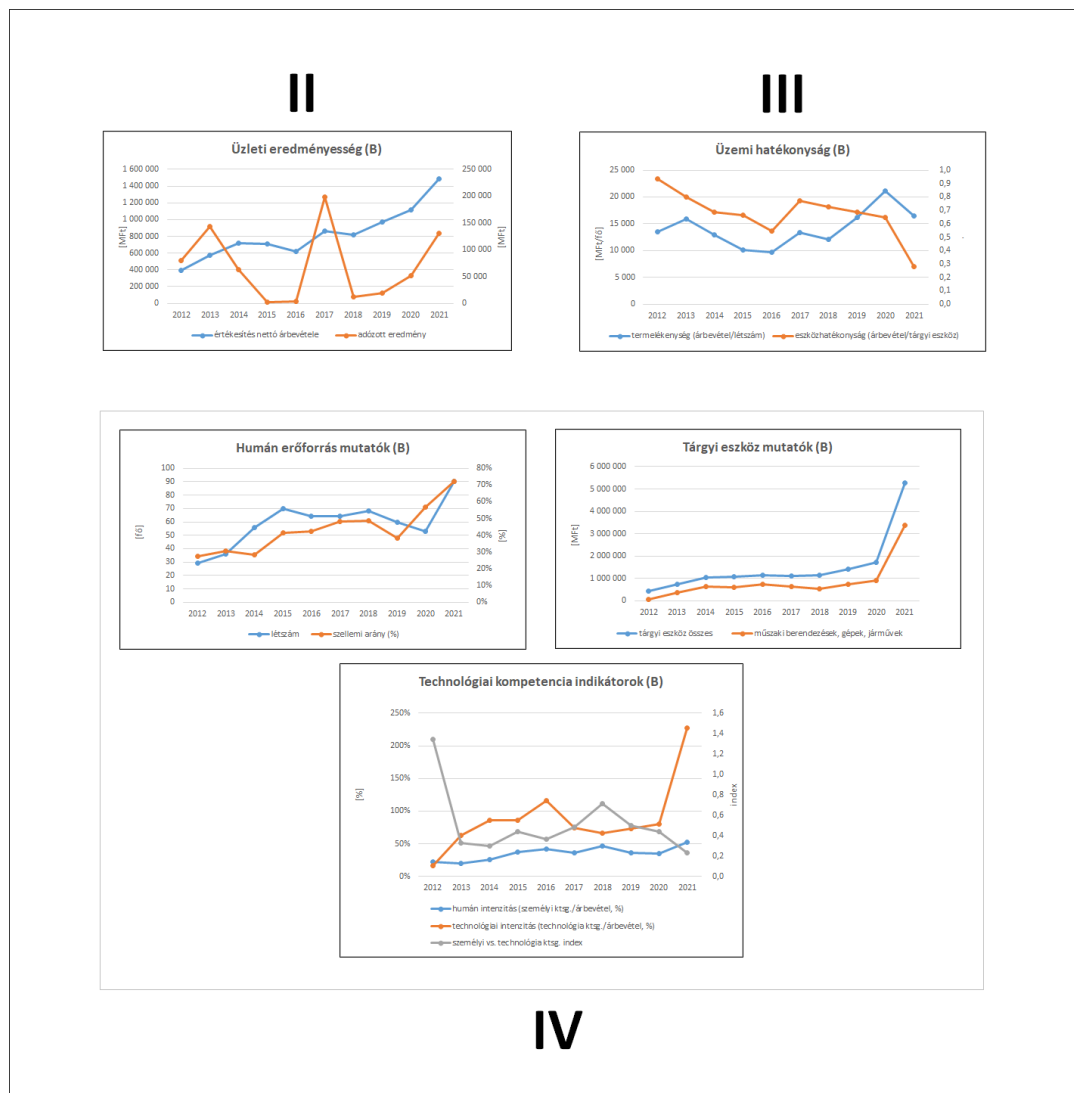 II
III
Üzleti eredményesség (B)
1 600 000
1 400 000
1 200 000
1 000 000
800 000
600 000
400 000
200 000
0
[MFt]
250 000
200 000
150 000
100 000
50 000
0
[MFt]
2012 2013 2014 2015 2016 2017 2018 2019 2020 2021
értékesítés nettó árbevétele adózott eredmény
Üzemi hatékonyság (B)
25 000
20 000
15 000
10 000
5 000
0
[MFt/fő]
1,0
0,9
0,8
0,7
0,6
0,5
0,4
0,3
0,2
0,1
0,0
2012 2013 2014 2015 2016 2017 2018 2019 2020 2021
termelékenység (árbevétel/létszám) eszközhatékonyság (árbevétel/tárgyi eszköz)
Humán erőforrás mutatók (B)
100
90
80
70
60
50
40
30
20
10
0
[fő]
80%
70%
60%
50%
40%
30%
20%
10%
0%
[%]
2012 2013 2014 2015 2016 2017 2018 2019 2020 2021
létszám szellemi arány (%)
Tárgyi eszköz mutatók (B)
6 000 000
5 000 000
4 000 000
3 000 000
2 000 000
1 000 000
0
[MFt]
2012 2013 2014 2015 2016 2017 2018 2019 2020 2021
tárgyi eszköz összes műszaki berendezések, gépek, járművek
Technológiai kompetencia indikátorok (B)
250%
200%
150%
100%
50%
0%
[%]
1,6
1,4
1,2
1,0
0,8
0,6
0,4
0,2
0,0
index
2012 2013 2014 2015 2016 2017 2018 2019 2020 2021
humán intenzitás (személyi ktsg./árbevétel, %)
technológiai intenzitás (technológia ktsg./árbevétel, %)
személyi vs. technológia ktsg. index
IV